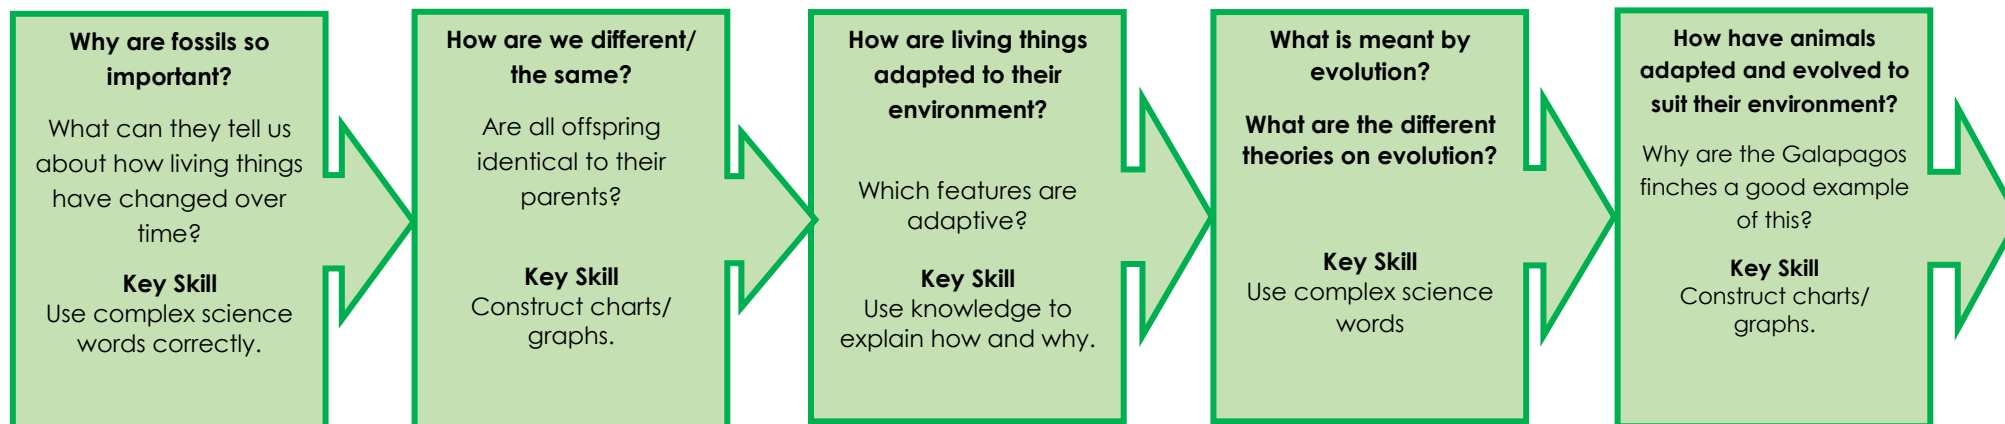 Why are fossils so
important?
What can they tell us
about how living things
have changed over
time?
Key Skill
Use complex science
words correctly.
How are we different/
the same?
Are all offspring
identical to their
parents?
Key Skill
Construct charts/
graphs.
How are living things
adapted to their
environment?
Which features are
adaptive?
Key Skill
Use knowledge to
explain how and why.
What is meant by
evolution?
What are the different
theories on evolution?
Key Skill
Use complex science
words
How have animals
adapted and evolved to
suit their environment?
Why are the Galapagos
finches a good example
of this?
Key Skill
Construct charts/
graphs.